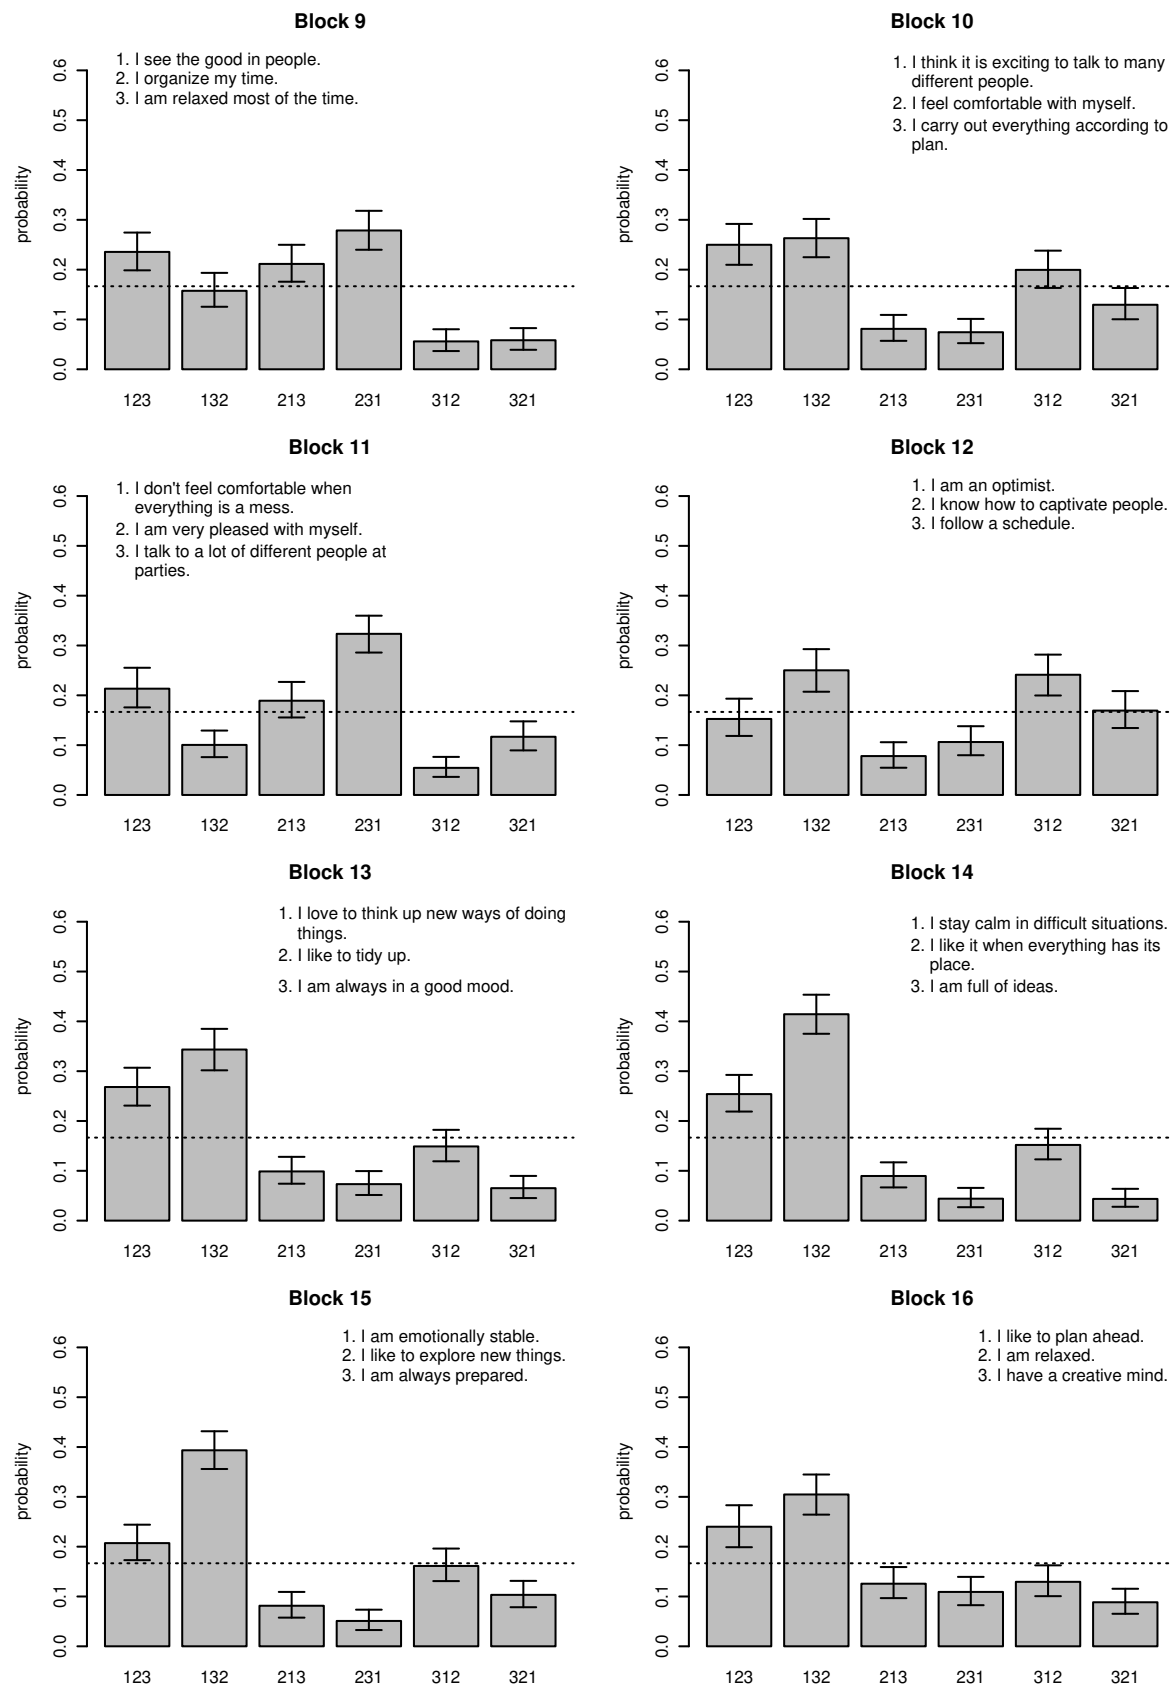 Block 9
1. I see the good in people.
2. I organize my time.
3. I am relaxed most of the time.
probability
0.6
0.5
0.4
0.3
0.2
0.1
0.0
123 132 213 231 312 321
Block 10
1. I think it is exciting to talk to many
different people.
2. I feel comfortable with myself.
3. I carry out everything according to
plan.
probability
0.6
0.5
0.4
0.3
0.2
0.1
0.0
123 132 213 231 312 321
Block 11
1. I don't feel comfortable when
everything is a mess.
2. I am very pleased with myself.
3. I talk to a lot of different people at
parties.
probability
0.6
0.5
0.4
0.3
0.2
0.1
0.0
123 132 213 231 312 321
Block 12
1. I am an optimist.
2. I know how to captivate people.
3. I follow a schedule.
probability
0.6
0.5
0.4
0.3
0.2
0.1
0.0
123 132 213 231 312 321
Block 13
1. I love to think up new ways of doing
things.
2. I like to tidy up.
3. I am always in a good mood.
probability
0.6
0.5
0.4
0.3
0.2
0.1
0.0
123 132 213 231 312 321
Block 14
1. I stay calm in difficult situations.
2. I like it when everything has its
place.
3. I am full of ideas.
probability
0.6
0.5
0.4
0.3
0.2
0.1
0.0
123 132 213 231 312 321
Block 15
1. I am emotionally stable.
2. I like to explore new things.
3. I am always prepared.
probability
0.6
0.5
0.4
0.3
0.2
0.1
0.0
123 132 213 231 312 321
Block 16
1. I like to plan ahead.
2. I am relaxed.
3. I have a creative mind.
probability
0.6
0.5
0.4
0.3
0.2
0.1
0.0
123 132 213 231 312 321